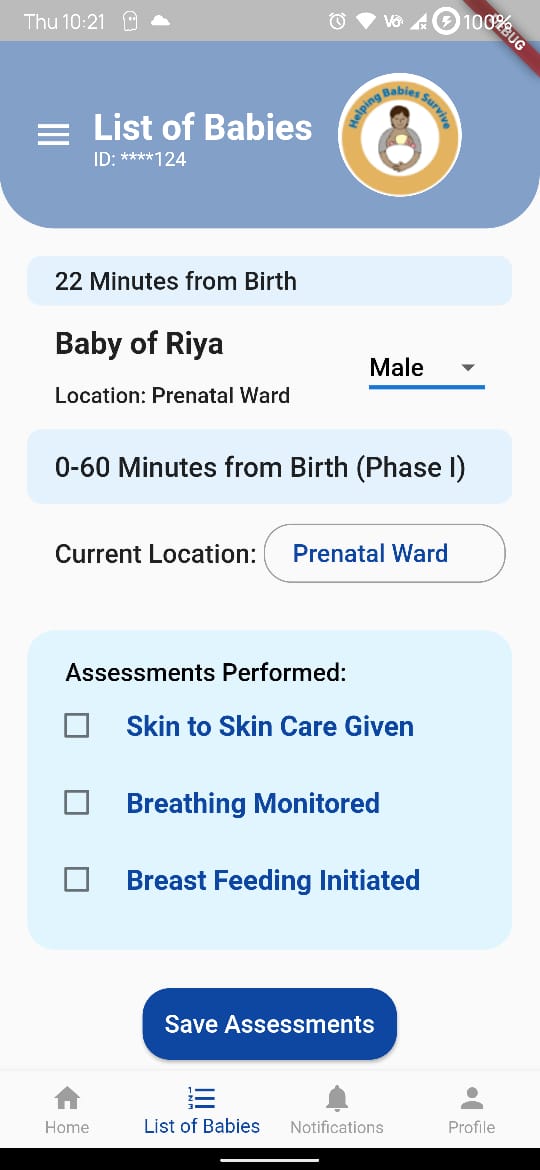 Thu 10:21
Vo
100%
DEBUG
List of Babies
ID: ****124
Helping Babies Survive
22 Minutes from Birth
Baby of Riya
Male
Location: Prenatal Ward
0-60 Minutes from Birth (Phase I)
Current Location: Prenatal Ward
Assessments Performed:
Skin to Skin Care Given
Breathing Monitored
Breast Feeding Initiated
Save Assessments
Home
List of Babies
Notifications
Profile